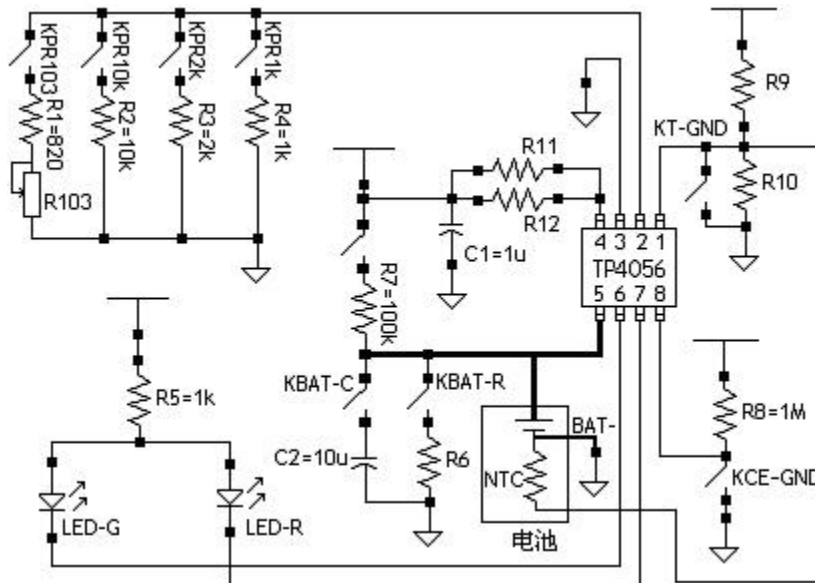 KPR103
KPR10k
KPR2k
KPR1k
R1=820
R2=10k
R3=2k
R4=1k
R103
R9
KT-GND
R10
R11
R12
C1=1u
4 3 2 1
TP4056
5 6 7 8
R7=100k
R5=1k
KBAT-C
KBAT-R
BAT-
R8=1M
C2=10u
R6
NTC
KCE-GND
LED-G
LED-R
电池